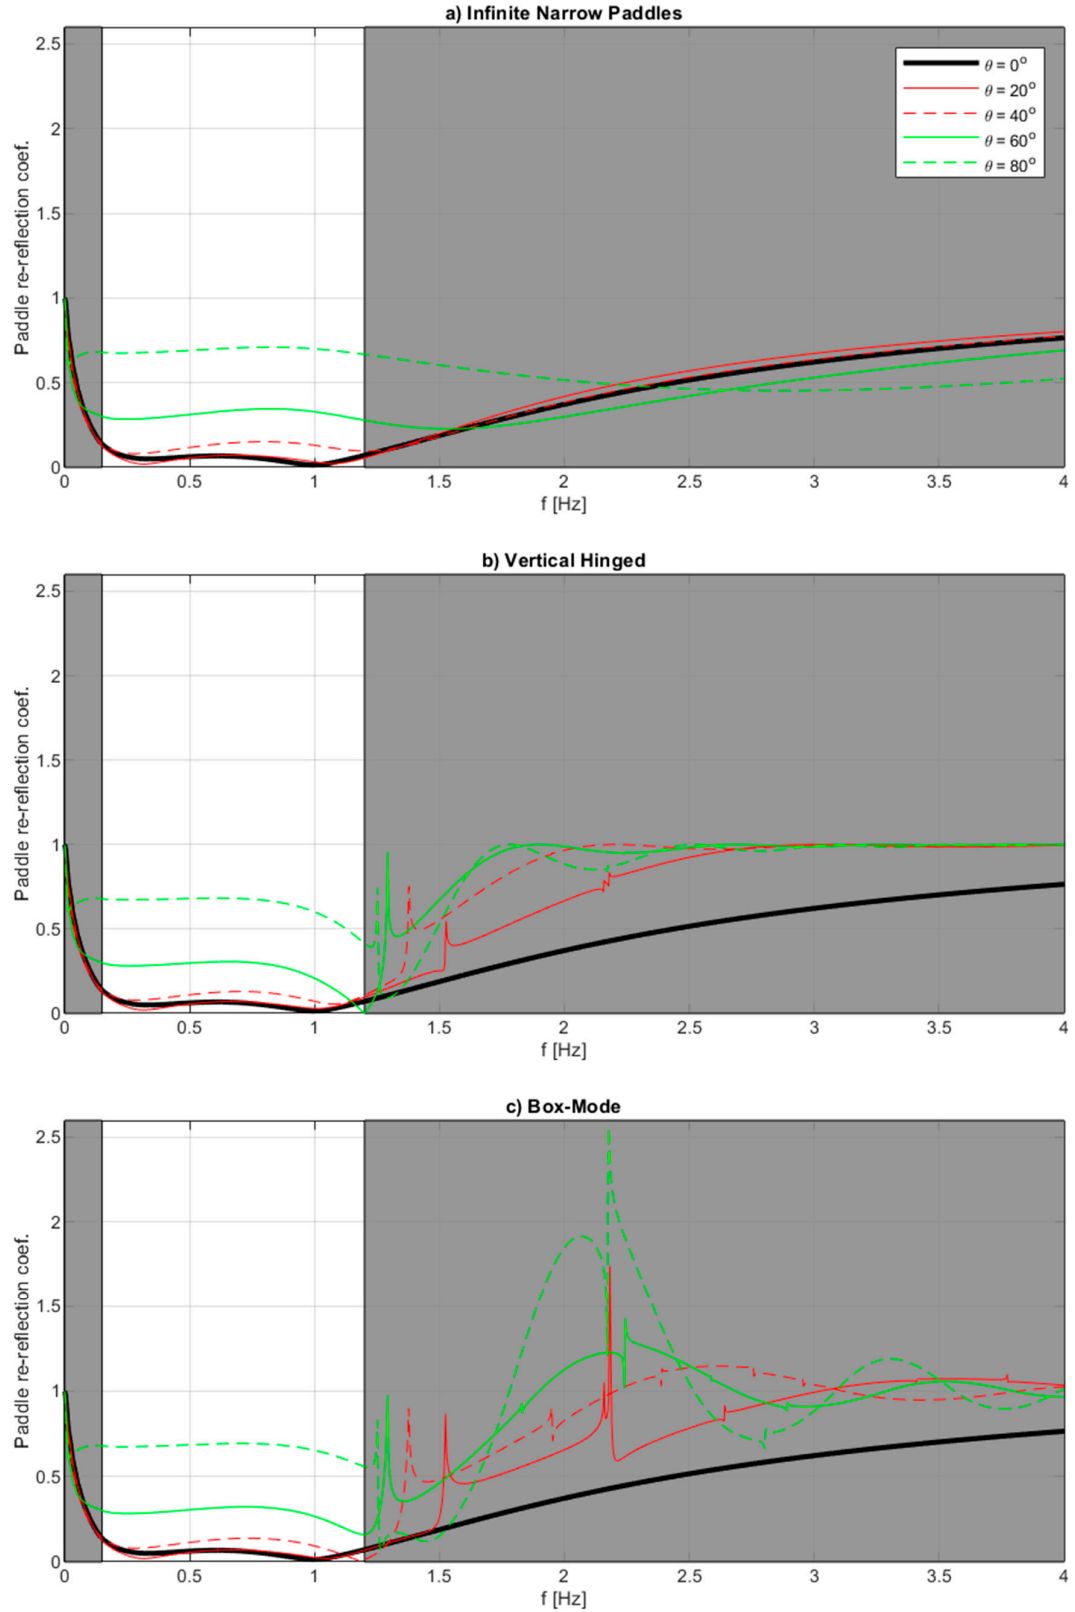 a) Infinite Narrow Paddles
2.5
2
1.5
1
0.5
0
Paddle re-reflection coef.
θ = 0°
θ = 20°
θ = 40°
θ = 60°
θ = 80°
0 0.5 1 1.5 2 2.5 3 3.5 4
f [Hz]
b) Vertical Hinged
2.5
2
1.5
1
0.5
0
Paddle re-reflection coef.
0 0.5 1 1.5 2 2.5 3 3.5 4
f [Hz]
c) Box-Mode
2.5
2
1.5
1
0.5
0
Paddle re-reflection coef.
0 0.5 1 1.5 2 2.5 3 3.5 4
f [Hz]